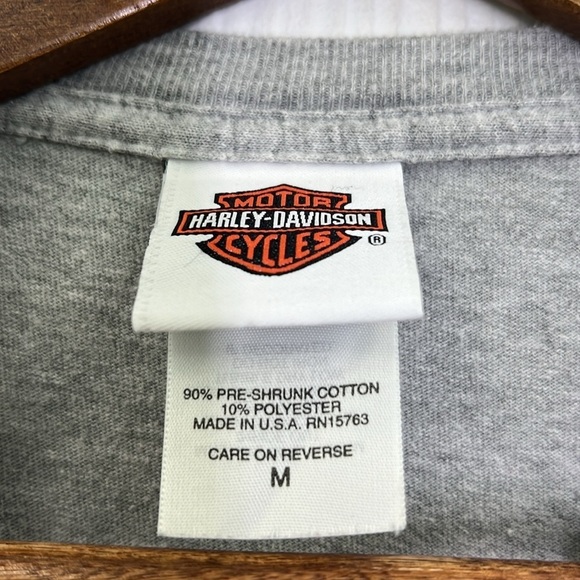 MOTOR
HARLEY-DAVIDSON
CYCLES ®
90% PRE-SHRUNK COTTON
10% POLYESTER
MADE IN U.S.A. RN15763
CARE ON REVERSE
M